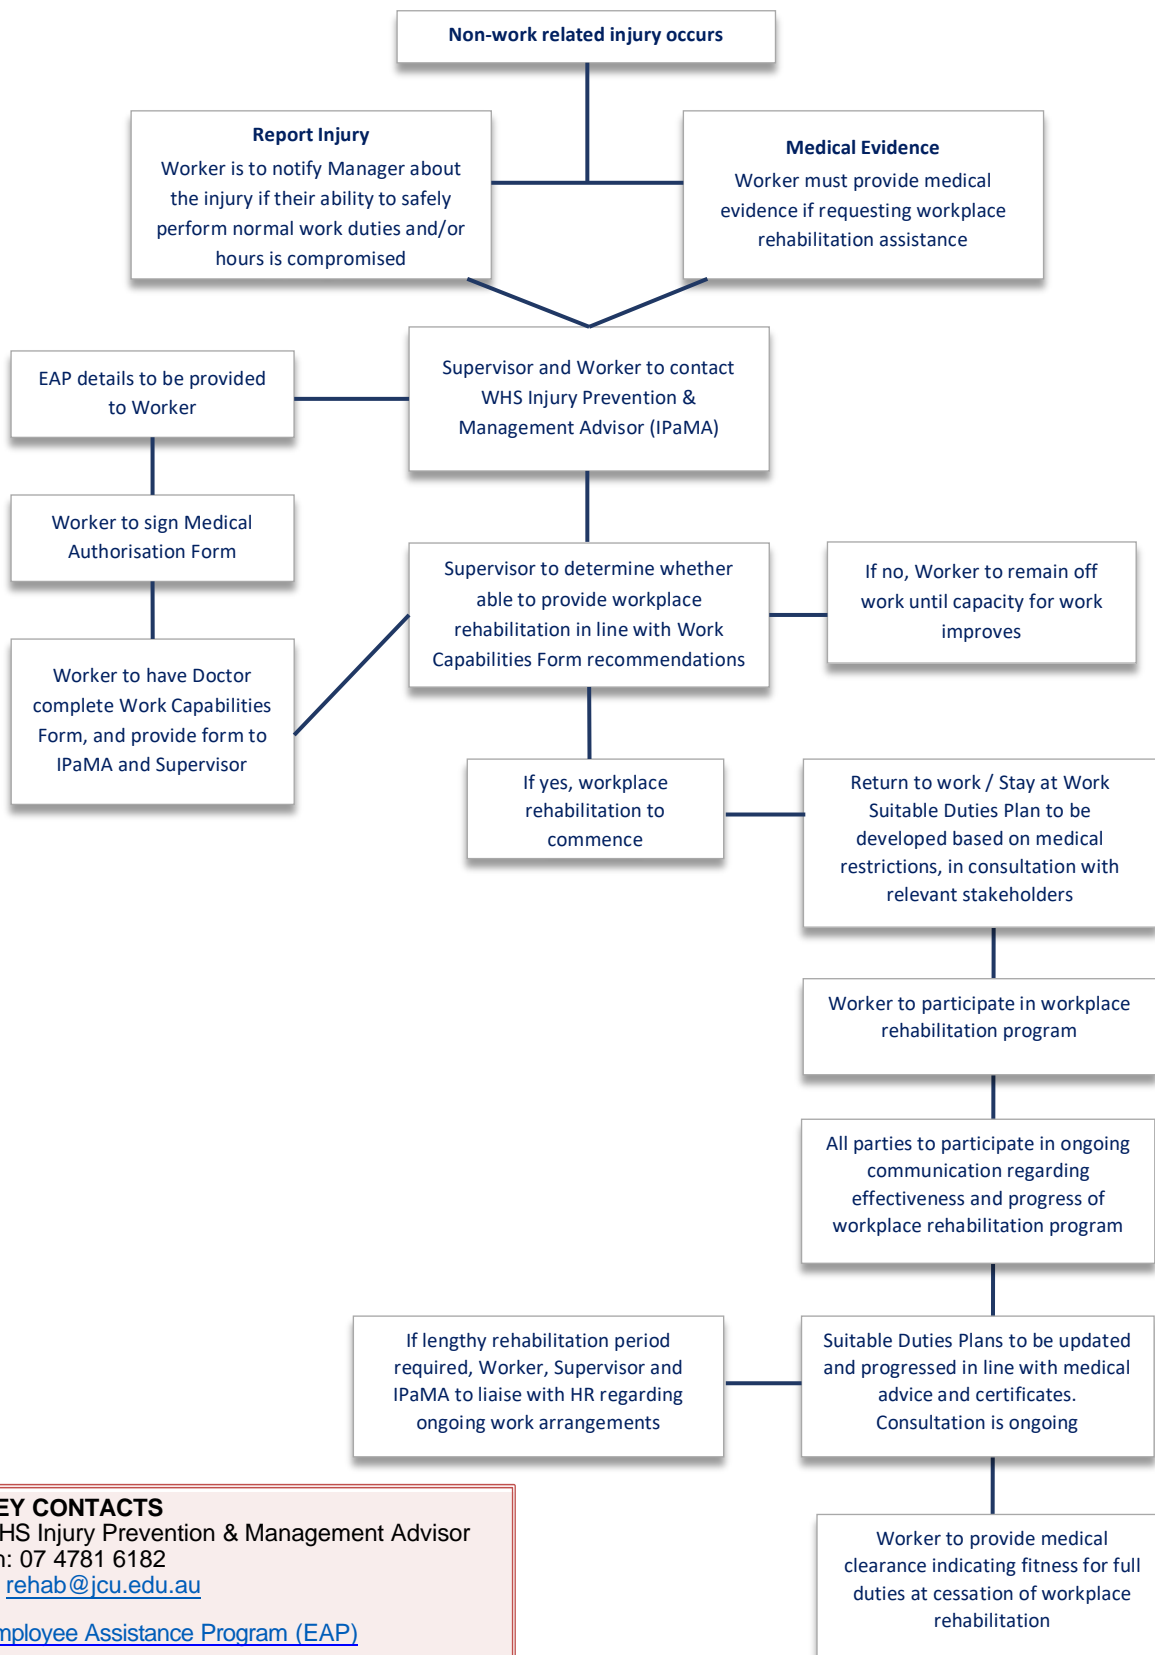 Non-work related injury occurs
Report Injury
Worker is to notify Manager about
the injury if their ability to safely
perform normal work duties and/or
hours is compromised
Medical Evidence
Worker must provide medical
evidence if requesting workplace
rehabilitation assistance
EAP details to be provided
to Worker
Supervisor and Worker to contact
WHS Injury Prevention &
Management Advisor (IPaMA)
Worker to sign Medical
Authorisation Form
Supervisor to determine whether
able to provide workplace
rehabilitation in line with Work
Capabilities Form recommendations
If no, Worker to remain off
work until capacity for work
improves
Worker to have Doctor
complete Work Capabilities
Form, and provide form to
IPaMA and Supervisor
If yes, workplace
rehabilitation to
commence
Return to work / Stay at Work
Suitable Duties Plan to be
developed based on medical
restrictions, in consultation with
relevant stakeholders
Worker to participate in workplace
rehabilitation program
All parties to participate in ongoing
communication regarding
effectiveness and progress of
workplace rehabilitation program
If lengthy rehabilitation period
required, Worker, Supervisor and
IPaMA to liaise with HR regarding
ongoing work arrangements
Suitable Duties Plans to be updated
and progressed in line with medical
advice and certificates.
Consultation is ongoing
EY CONTACTS
HS Injury Prevention & Management Advisor
: 07 4781 6182
rehab@jcu.edu.au
mployee Assistance Program (EAP)
Worker to provide medical
clearance indicating fitness for full
duties at cessation of workplace
rehabilitation